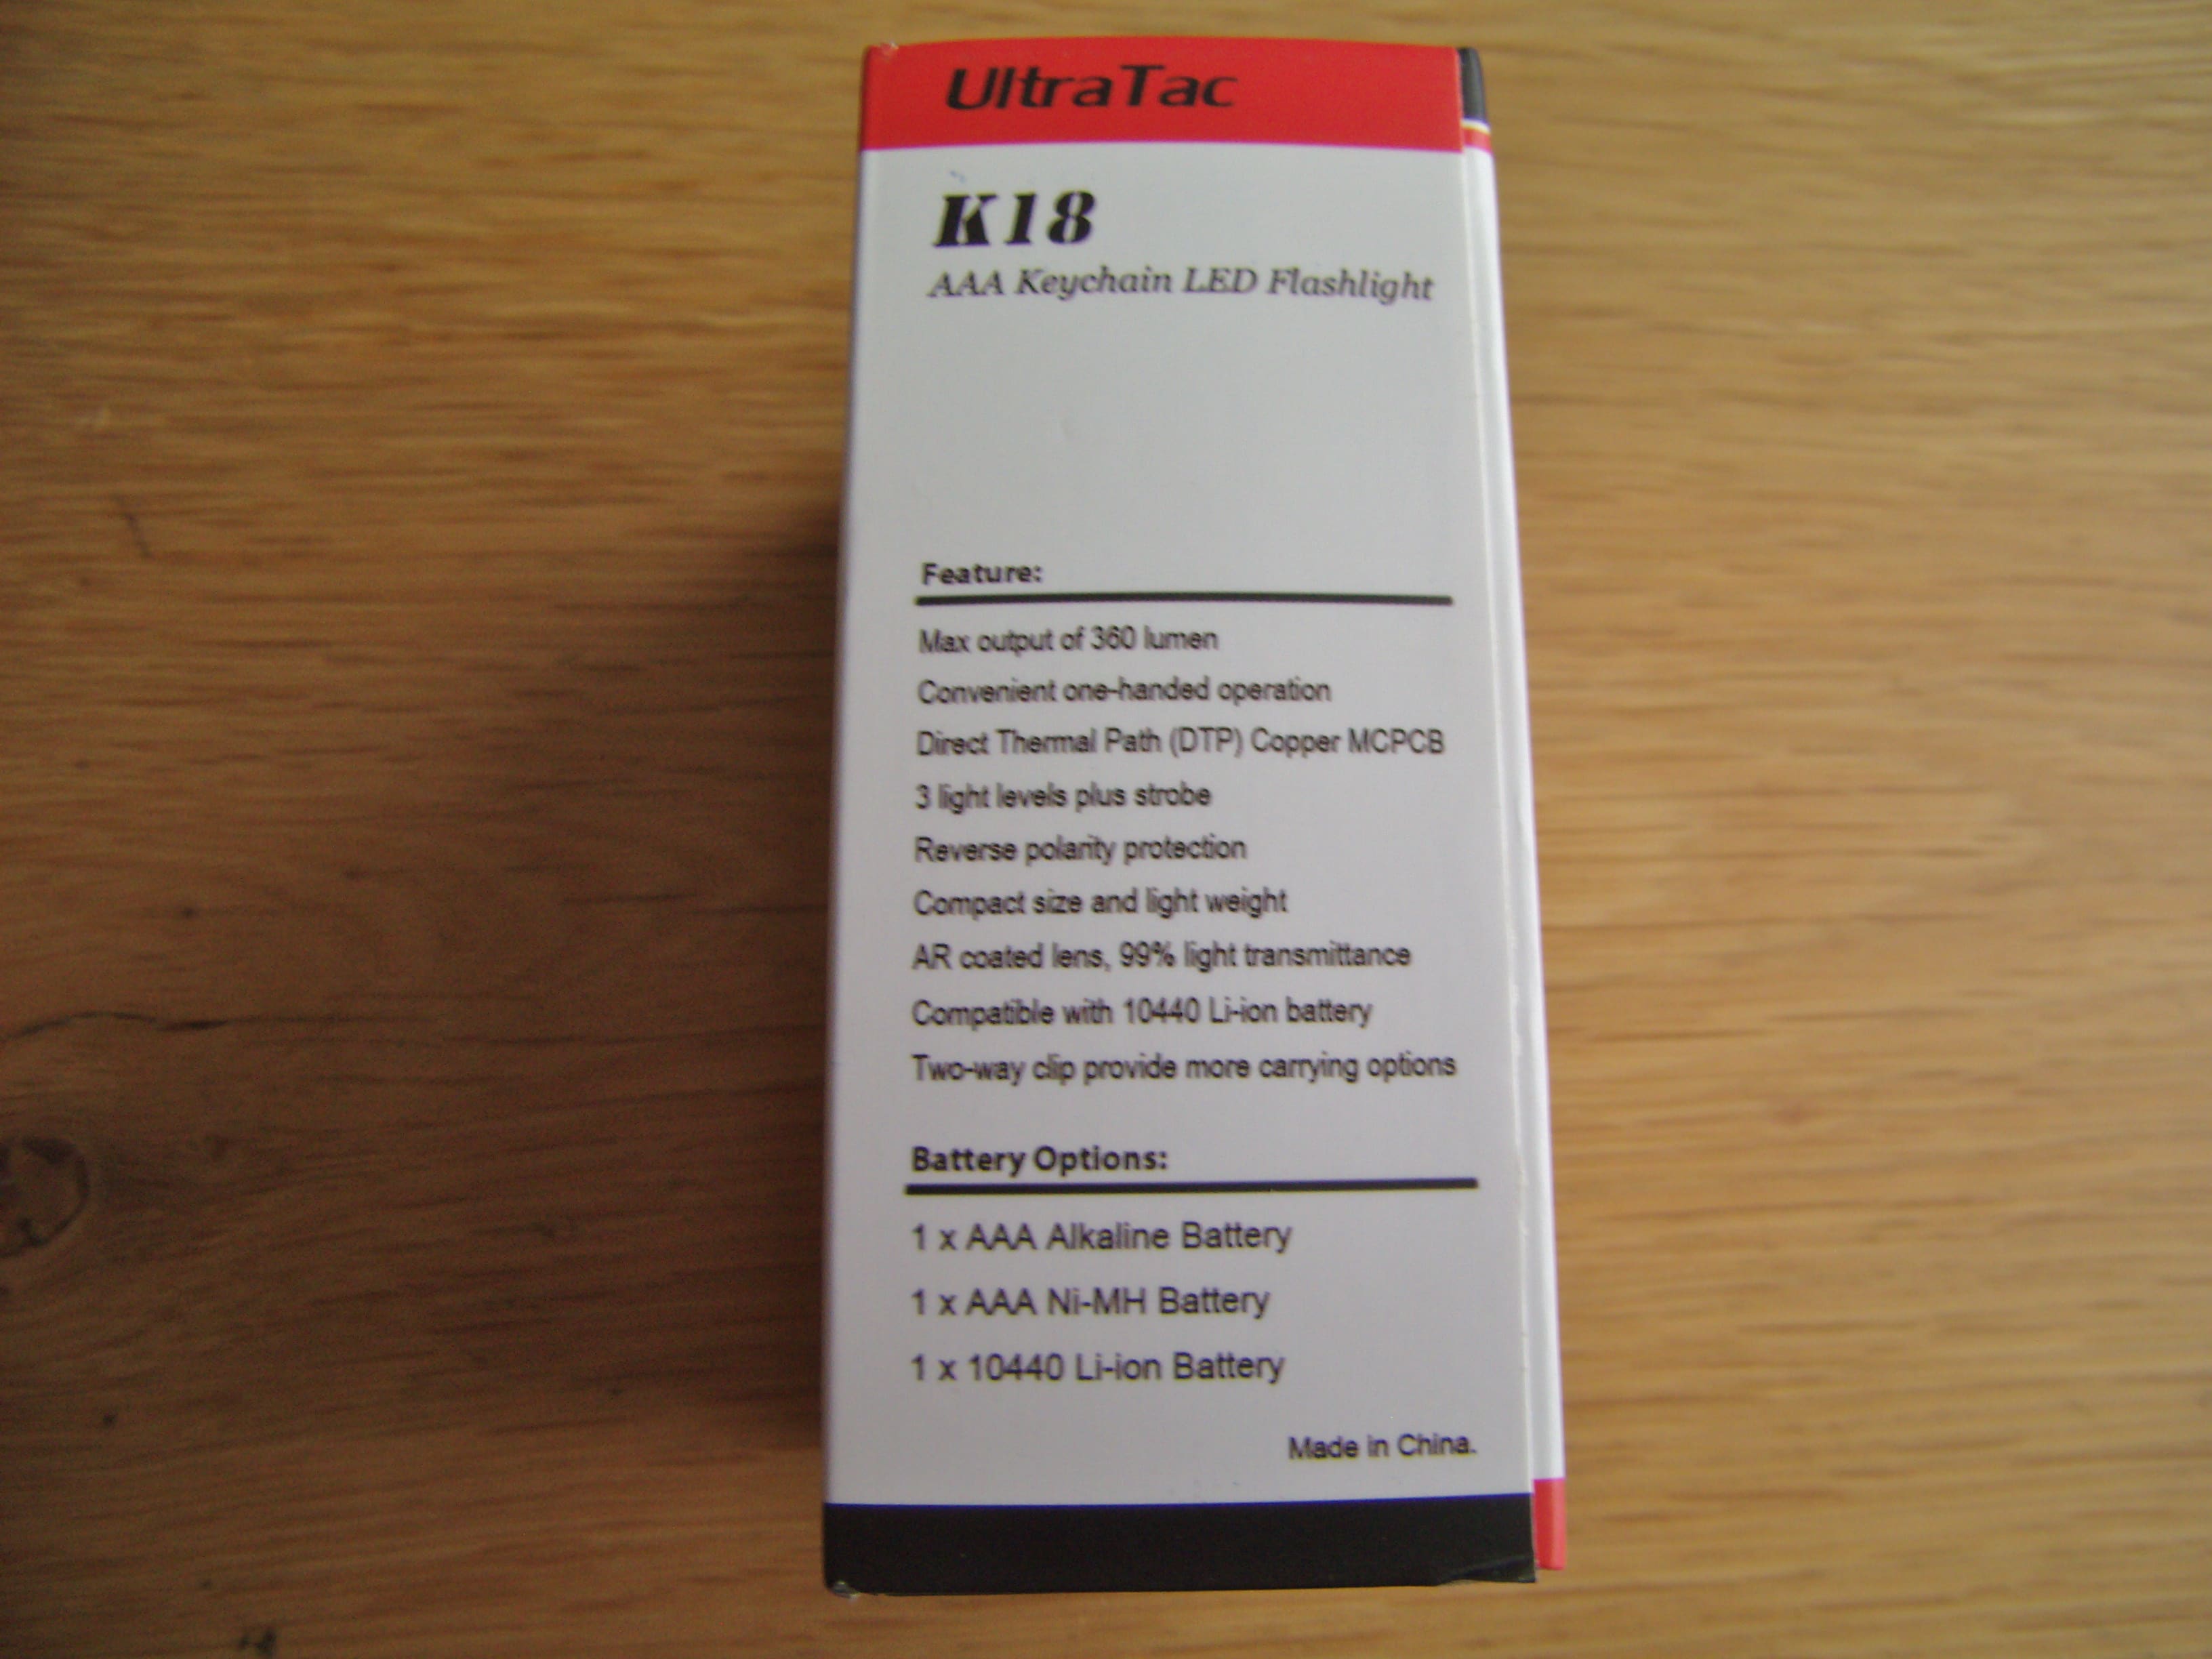 UltraTac
K18
AAA Keychain LED Flashlight
Feature:
Max output of 360 lumen
Convenient one-handed operation
Direct Thermal Path (DTP) Copper MCPCB
3 light levels plus strobe
Reverse polarity protection
Compact size and light weight
AR coated lens, 99% light transmittance
Compatible with 10440 Li-ion battery
Two-way clip provide more carrying options
Battery Options:
1 x AAA Alkaline Battery
1 x AAA Ni-MH Battery
1 x 10440 Li-ion Battery
Made in China.